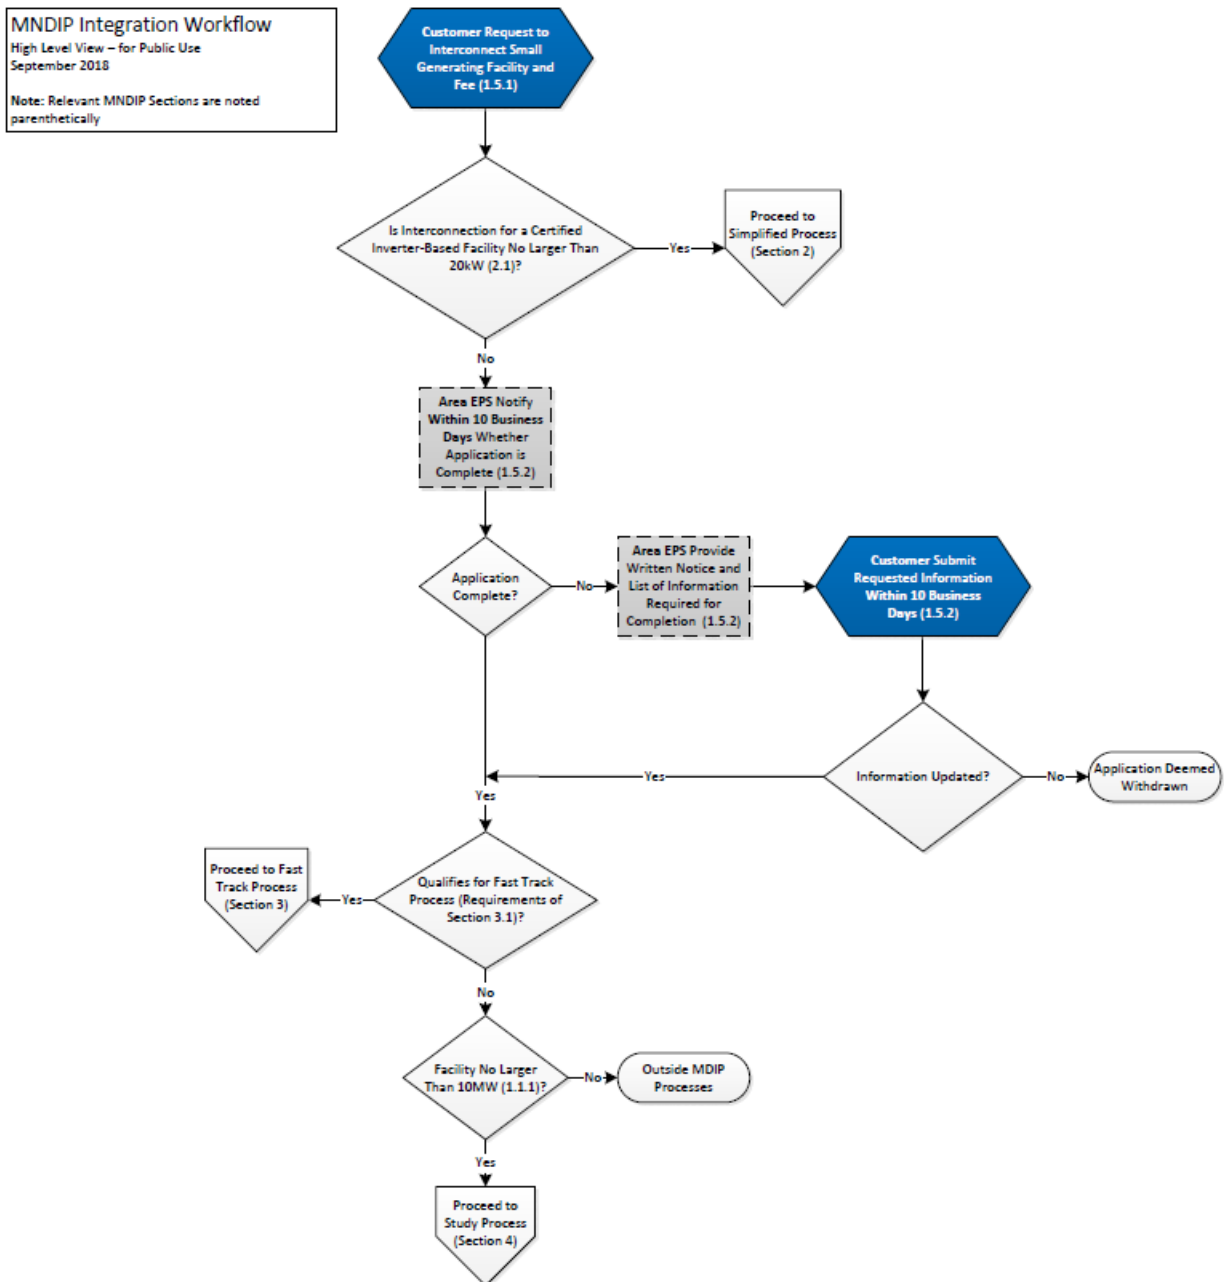 MNDIP Integration Workflow
High Level View – for Public Use
September 2018
Note: Relevant MNDIP Sections are noted
parenthetically
Customer Request to
Interconnect Small
Generating Facility and
Fee (1.5.1)
Is Interconnection for a Certified
Inverter-Based Facility No Larger Than
20kW (2.1)?
Yes
Proceed to
Simplified Process
(Section 2)
No
Area EPS Notify
Within 10 Business
Days Whether
Application is
Complete (1.5.2)
Application
Complete?
No
Area EPS Provide
Written Notice and
List of Information
Required for
Completion (1.5.2)
Customer Submit
Requested Information
Within 10 Business
Days (1.5.2)
Information Updated?
No
Application Deemed
Withdrawn
Yes
Yes
Qualifies for Fast Track
Process (Requirements of
Section 3.1)?
Yes
Proceed to Fast
Track Process
(Section 3)
No
Facility No Larger
Than 10MW (1.1.1)?
No
Outside MDIP
Processes
Yes
Proceed to
Study Process
(Section 4)